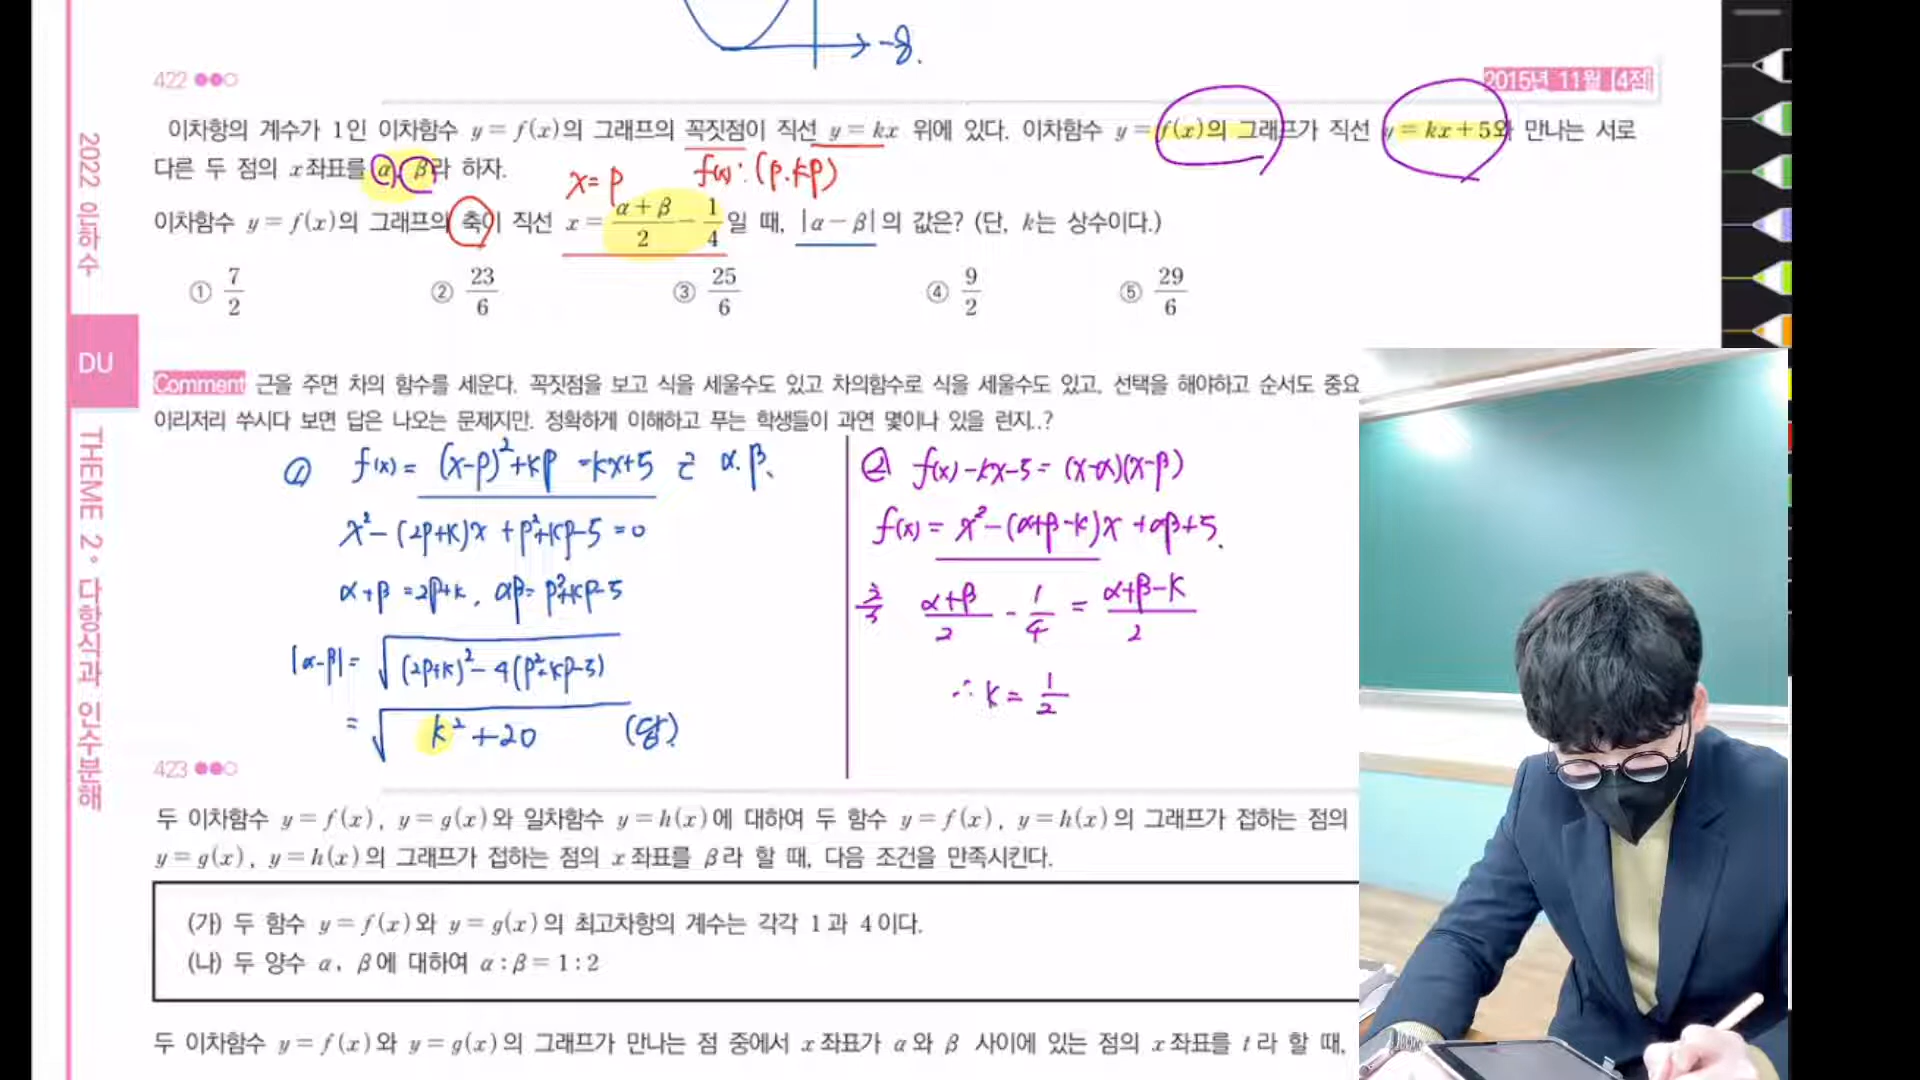 -8.
422
2015년 11월 [4점]
이차항의 계수가 1인 이차함수 y=f(x)의 그래프의 꼭짓점이 직선 y=kx 위에 있다. 이차함수 y=f(x)의 그래프가 직선 y=kx+5와 만나는 서로
다른 두 점의 x좌표를 α, β라 하자.
x=p f(x): (p, kp)
이차함수 y=f(x)의 그래프의 축이 직선 x=(α+β)/2-1/4일 때, |α-β|의 값은? (단, k는 상수이다.)
① 7/2 ② 23/6 ③ 25/6 ④ 9/2 ⑤ 29/6
Comment 근을 주면 차의 함수를 세운다. 꼭짓점을 보고 식을 세울수도 있고 차의함수로 식을 세울수도 있고, 선택을 해야하고 순서도 중요
이리저리 쑤시다 보면 답은 나오는 문제지만. 정확하게 이해하고 푸는 학생들이 과연 몇이나 있을 런지..?
① f(x)= (x-p)²+kp =kx+5 근 α.β.
x²-(2p+k)x+p²+kp-5=0
α+β=2p+k, αβ=p²+kp-5
|α-β|=√((2p+k)²-4(p²+kp-5))
=√(k²+20) (답).
② f(x)-kx-5=(x-α)(x-β)
f(x)=x²-(α+β-k)x+αβ+5.
축 (α+β)/2-1/4=(α+β-k)/2
∴k=1/2
423
두 이차함수 y=f(x), y=g(x)와 일차함수 y=h(x)에 대하여 두 함수 y=f(x), y=h(x)의 그래프가 접하는 점의
y=g(x), y=h(x)의 그래프가 접하는 점의 x좌표를 β라 할 때, 다음 조건을 만족시킨다.
(가) 두 함수 y=f(x)와 y=g(x)의 최고차항의 계수는 각각 1과 4이다.
(나) 두 양수 α, β에 대하여 α:β=1:2
두 이차함수 y=f(x)와 y=g(x)의 그래프가 만나는 점 중에서 x좌표가 α와 β 사이에 있는 점의 x좌표를 t라 할 때,
2022 인하수
DU
THEME 2 • 다항식과 인수분해